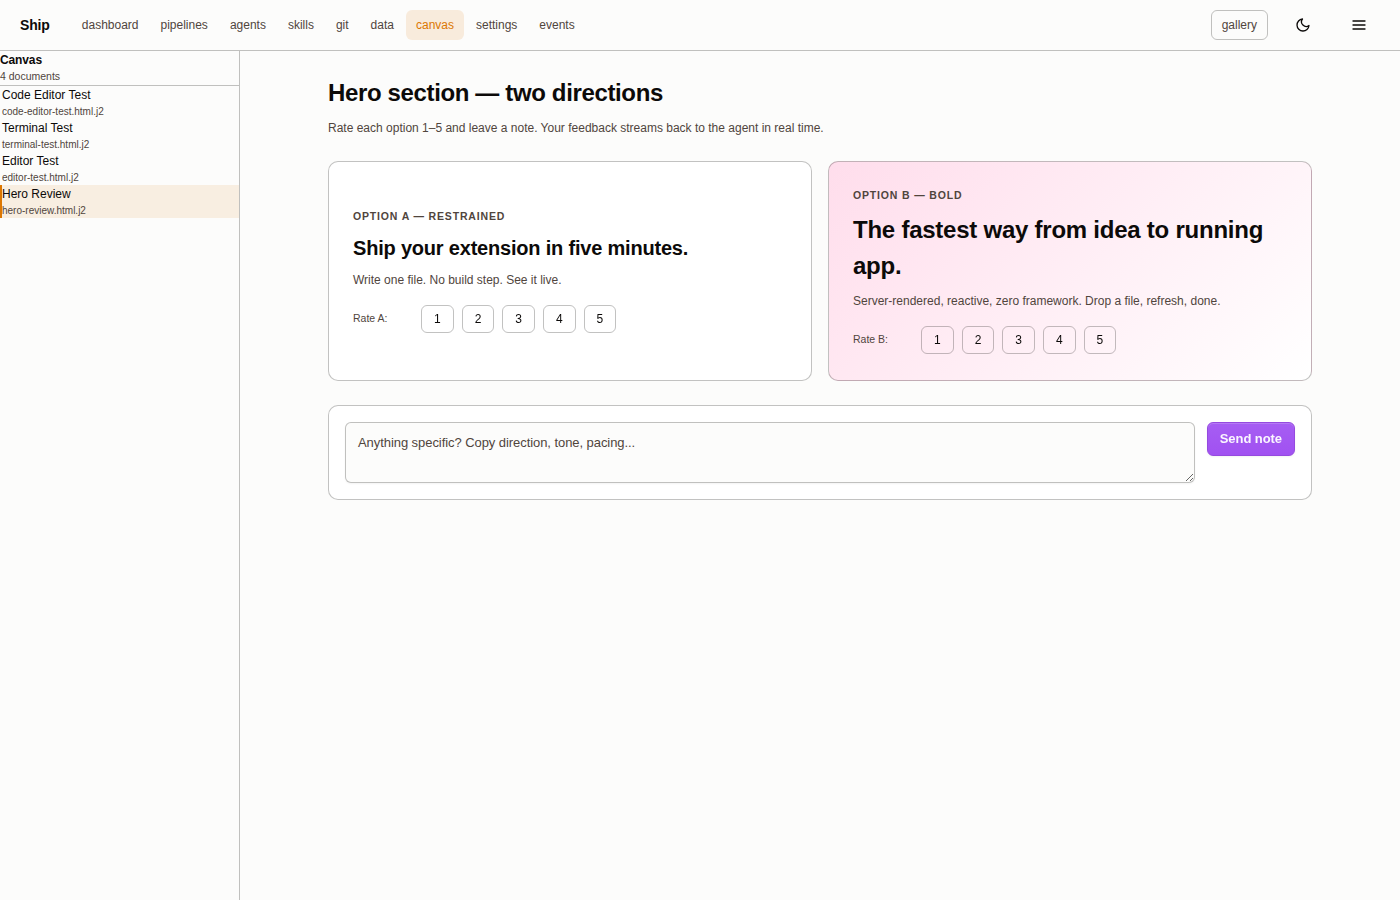 Ship
dashboard
pipelines
agents
skills
git
data
canvas
settings
events
gallery
Canvas
4 documents
Code Editor Test
code-editor-test.html.j2
Terminal Test
terminal-test.html.j2
Editor Test
editor-test.html.j2
Hero Review
hero-review.html.j2
Hero section — two directions
Rate each option 1–5 and leave a note. Your feedback streams back to the agent in real time.
OPTION A — RESTRAINED
Ship your extension in five minutes.
Write one file. No build step. See it live.
Rate A: 1 2 3 4 5
OPTION B — BOLD
The fastest way from idea to running
app.
Server-rendered, reactive, zero framework. Drop a file, refresh, done.
Rate B: 1 2 3 4 5
Anything specific? Copy direction, tone, pacing...
Send note